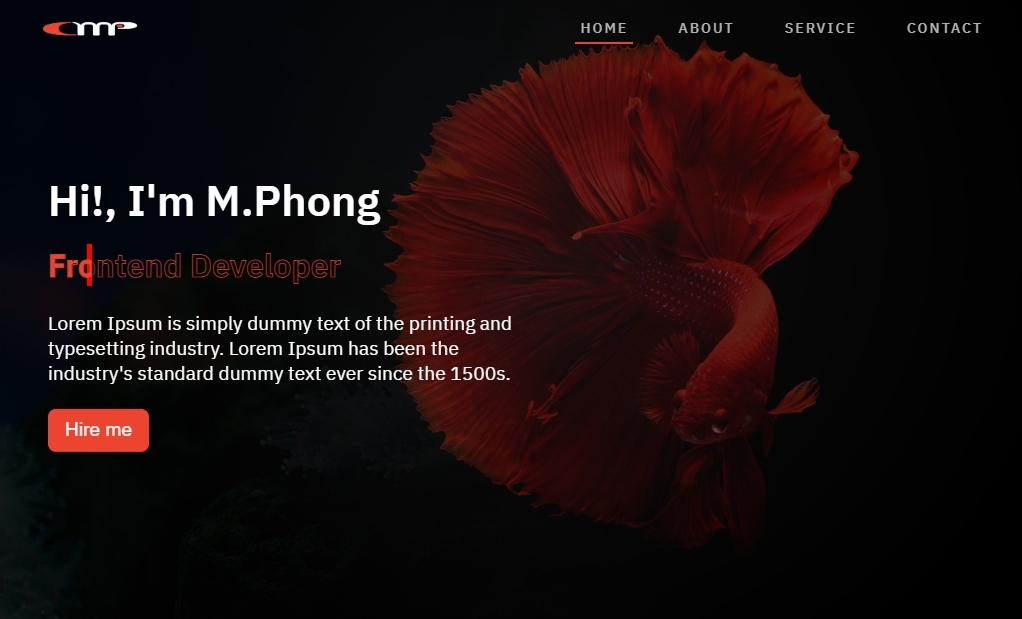 CMP
HOME ABOUT SERVICE CONTACT
Hi!, I'm M.Phong
Frontend Developer
Lorem Ipsum is simply dummy text of the printing and
typesetting industry. Lorem Ipsum has been the
industry's standard dummy text ever since the 1500s.
Hire me